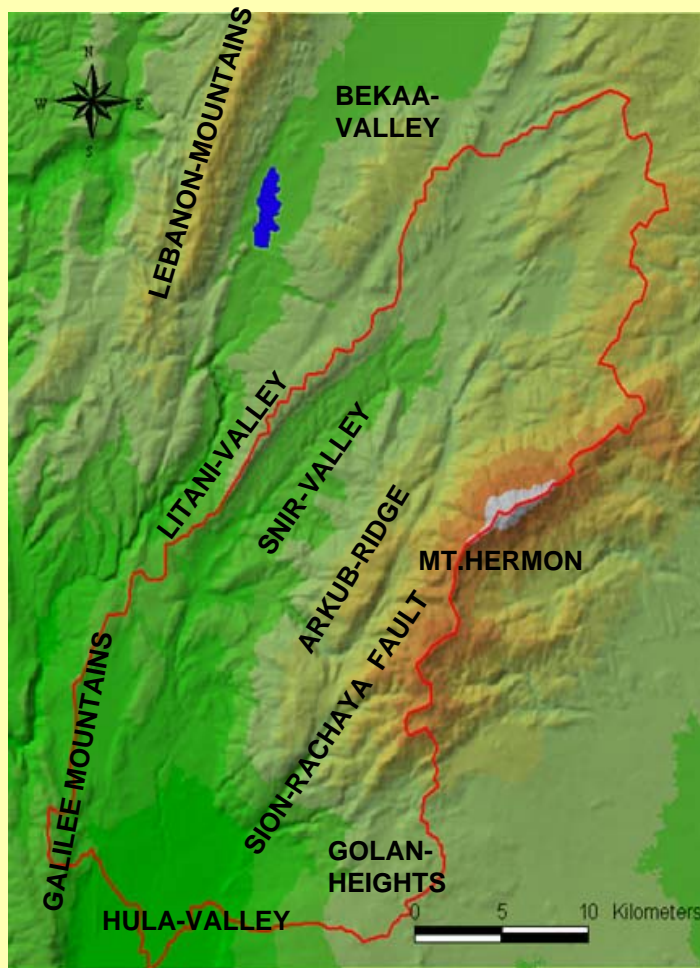 N
W E
S
BEKAA-
VALLEY
LEBANON-MOUNTAINS
LITANI-VALLEY
SNIR-VALLEY
ARKUB-RIDGE
MT.HERMON
SION-RACHAYA FAULT
GALILEE-MOUNTAINS
GOLAN-
HEIGHTS
HULA-VALLEY
0 5 10 Kilometers